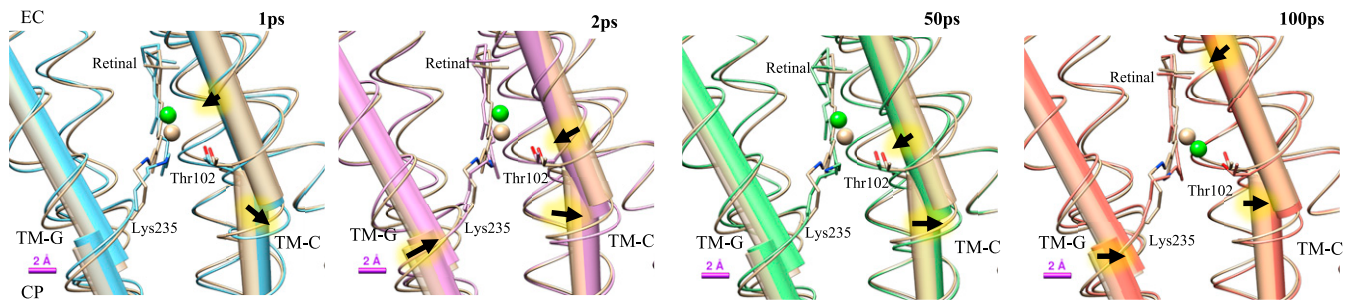 EC
1ps
2ps
50ps
100ps
Retinal
Thr102
Lys235
TM-G
TM-C
2 Å
CP
Retinal
Thr102
Lys235
TM-G
TM-C
2 Å
Retinal
Thr102
Lys235
TM-G
TM-C
2 Å
Retinal
Thr102
Lys235
TM-G
TM-C
2 Å